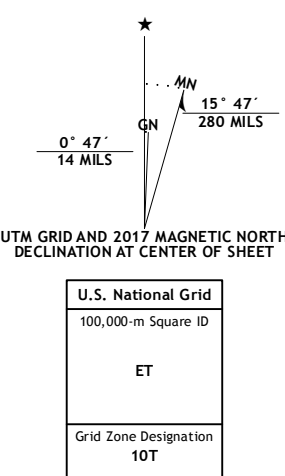 ★
MN
GN
15° 47´
280 MILS
0° 47´
14 MILS
UTM GRID AND 2017 MAGNETIC NORTH
DECLINATION AT CENTER OF SHEET
U.S. National Grid
100,000-m Square ID
ET
Grid Zone Designation
10T